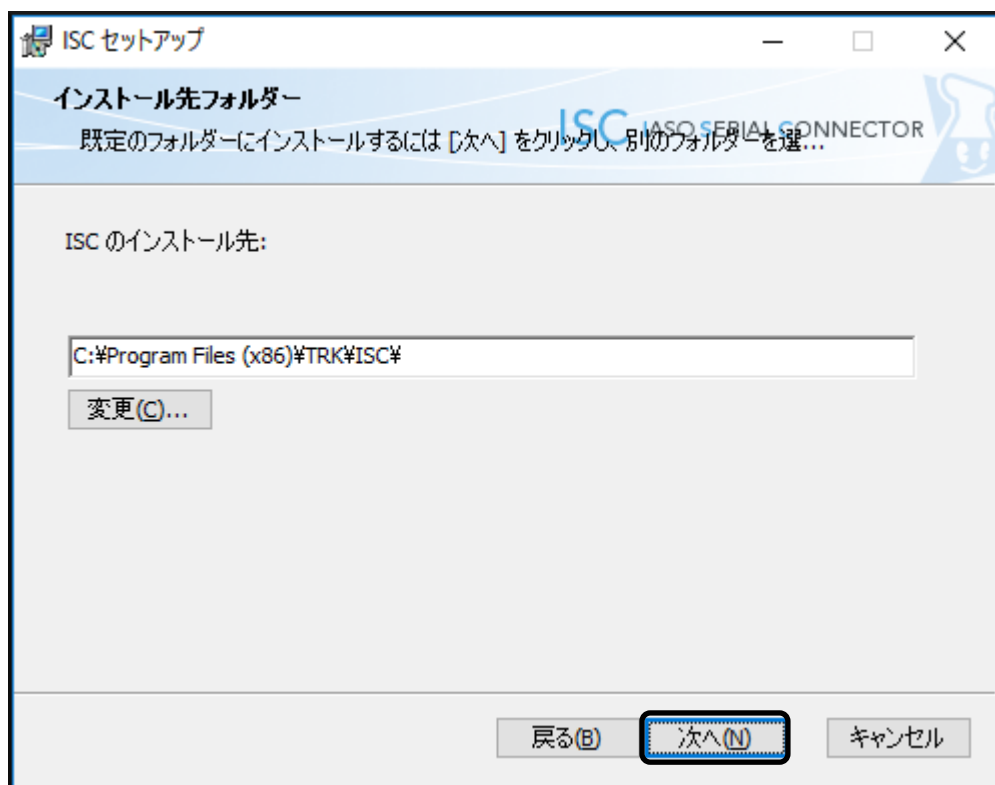 ISC セットアップ
インストール先フォルダー
ISC IASO SERIAL CONNECTOR
既定のフォルダーにインストールするには [次へ] をクリックし、別のフォルダーを選...
ISC のインストール先:
C:¥Program Files (x86)¥TRK¥ISC¥
変更(C)...
戻る(B) 次へ(N) キャンセル